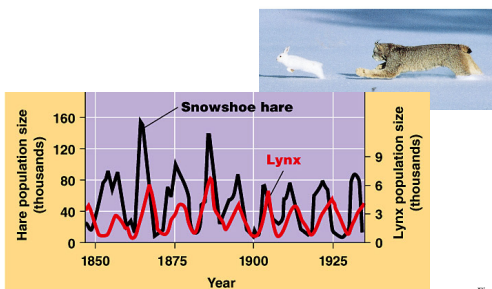 Snowshoe hare
Lynx
Hare population size
(thousands)
160
120
80
40
0
9
6
3
0
Lynx population size
(thousands)
1850
1875
1900
1925
Year